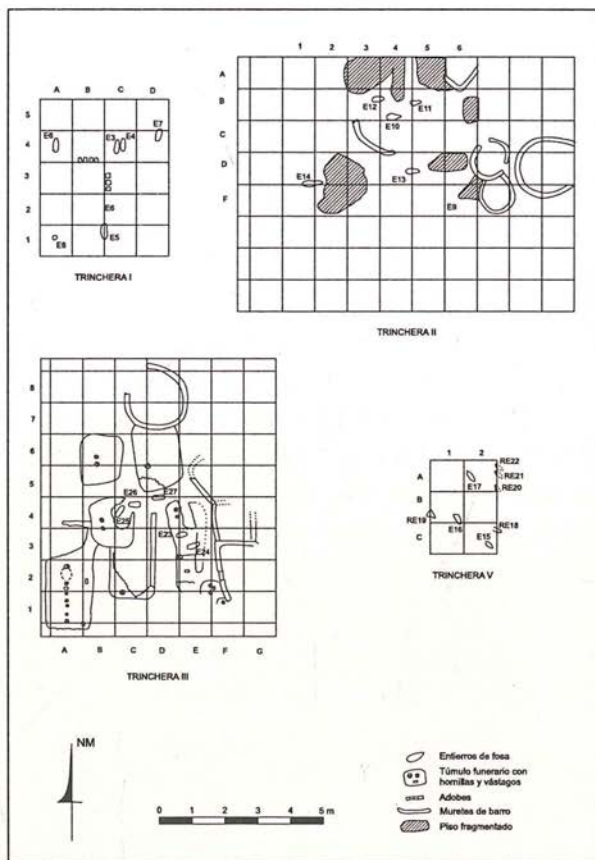 A B C D
5
4
3
2
1
E6
E3
E4
E7
E6
E5
E8
TRINCHERA I
1 2 3 4 5 6
A
B
C
D
F
E12
E11
E10
E13
E14
E9
TRINCHERA II
8
7
6
5
4
3
2
1
E26
E27
E25
E23
E24
A B C D E F G
TRINCHERA III
1 2
A
B
C
RE22
RE21
RE20
E17
RE19
E16
RE18
E15
TRINCHERA V
NM
0 1 2 3 4 5 m
Entierros de fosa
Túmulo funerario con
hornillas y vástagos
Adobes
Muretes de barro
Piso fragmentado